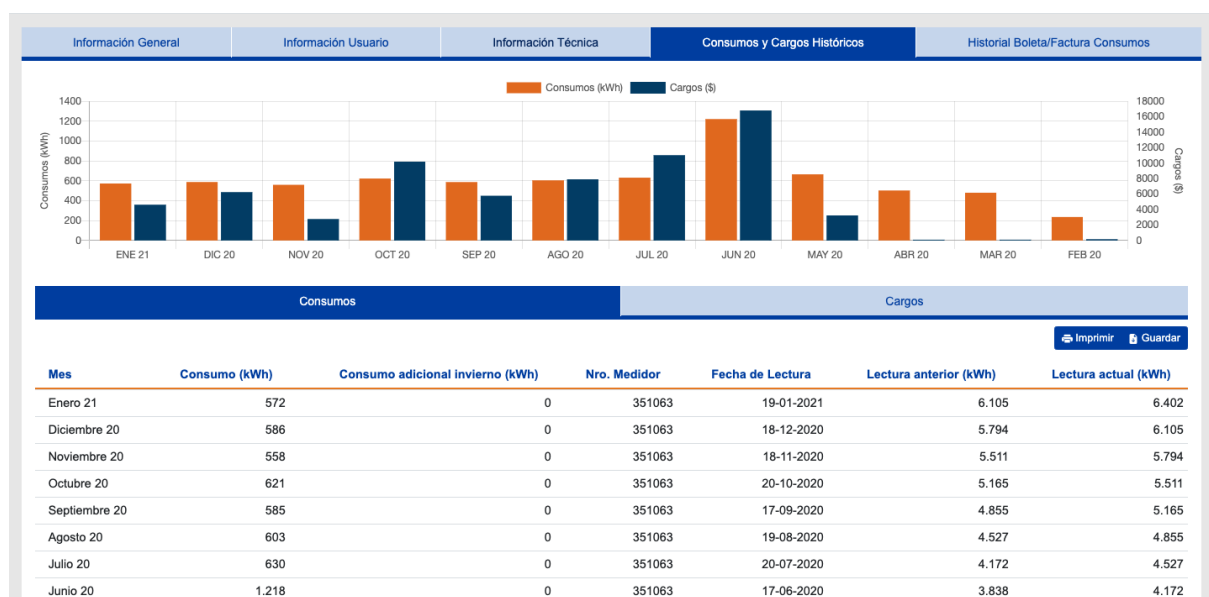 Información General Información Usuario Información Técnica Consumos y Cargos Históricos Historial Boleta/Factura Consumos
Consumos (kWh) Cargos ($)
Consumos (kWh)
1400
1200
1000
800
600
400
200
0
18000
16000
14000
12000
10000
8000
6000
4000
2000
0
Cargos ($)
ENE 21 DIC 20 NOV 20 OCT 20 SEP 20 AGO 20 JUL 20 JUN 20 MAY 20 ABR 20 MAR 20 FEB 20
Consumos Cargos
Imprimir Guardar
Mes Consumo (kWh) Consumo adicional invierno (kWh) Nro. Medidor Fecha de Lectura Lectura anterior (kWh) Lectura actual (kWh)
Enero 21 572 0 351063 19-01-2021 6.105 6.402
Diciembre 20 586 0 351063 18-12-2020 5.794 6.105
Noviembre 20 558 0 351063 18-11-2020 5.511 5.794
Octubre 20 621 0 351063 20-10-2020 5.165 5.511
Septiembre 20 585 0 351063 17-09-2020 4.855 5.165
Agosto 20 603 0 351063 19-08-2020 4.527 4.855
Julio 20 630 0 351063 20-07-2020 4.172 4.527
Junio 20 1.218 0 351063 17-06-2020 3.838 4.172